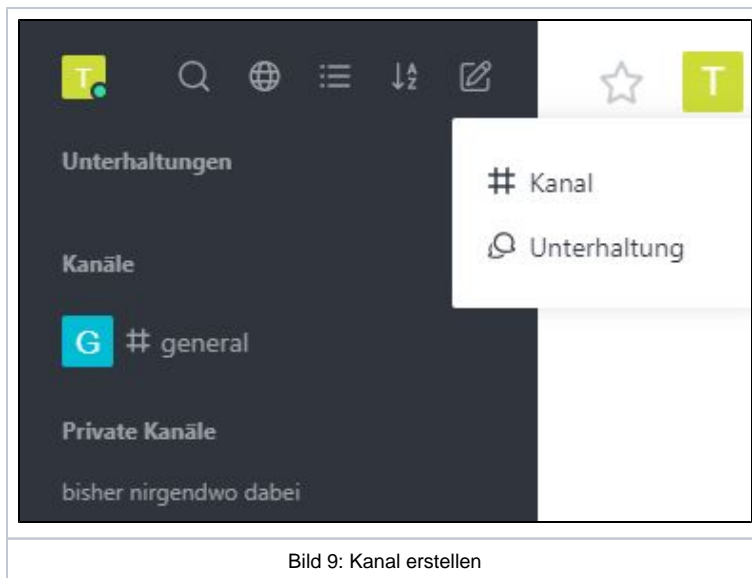 T
T
Unterhaltungen
Kanal
Unterhaltung
Kanäle
G general
Private Kanäle
bisher nirgendwo dabei
Bild 9: Kanal erstellen